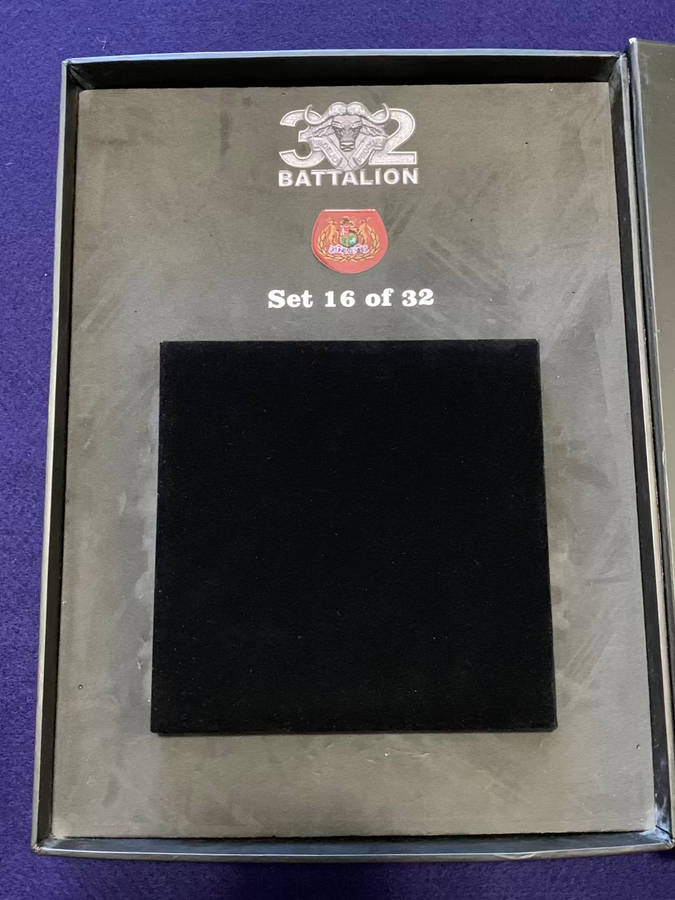 32
BATTALION
Set 16 of 32